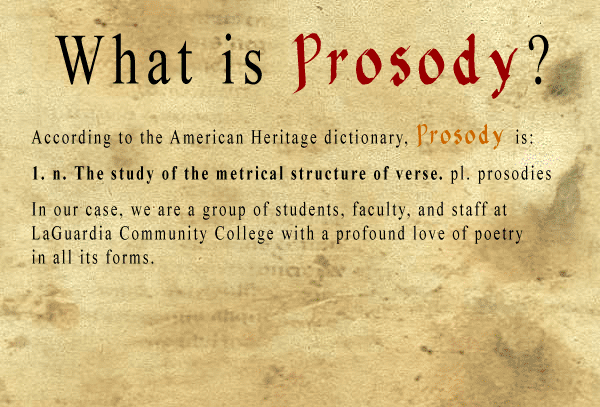 What is Prosody?
According to the American Heritage dictionary, Prosody is:
1. n. The study of the metrical structure of verse. pl. prosodies
In our case, we are a group of students, faculty, and staff at
LaGuardia Community College with a profound love of poetry
in all its forms.